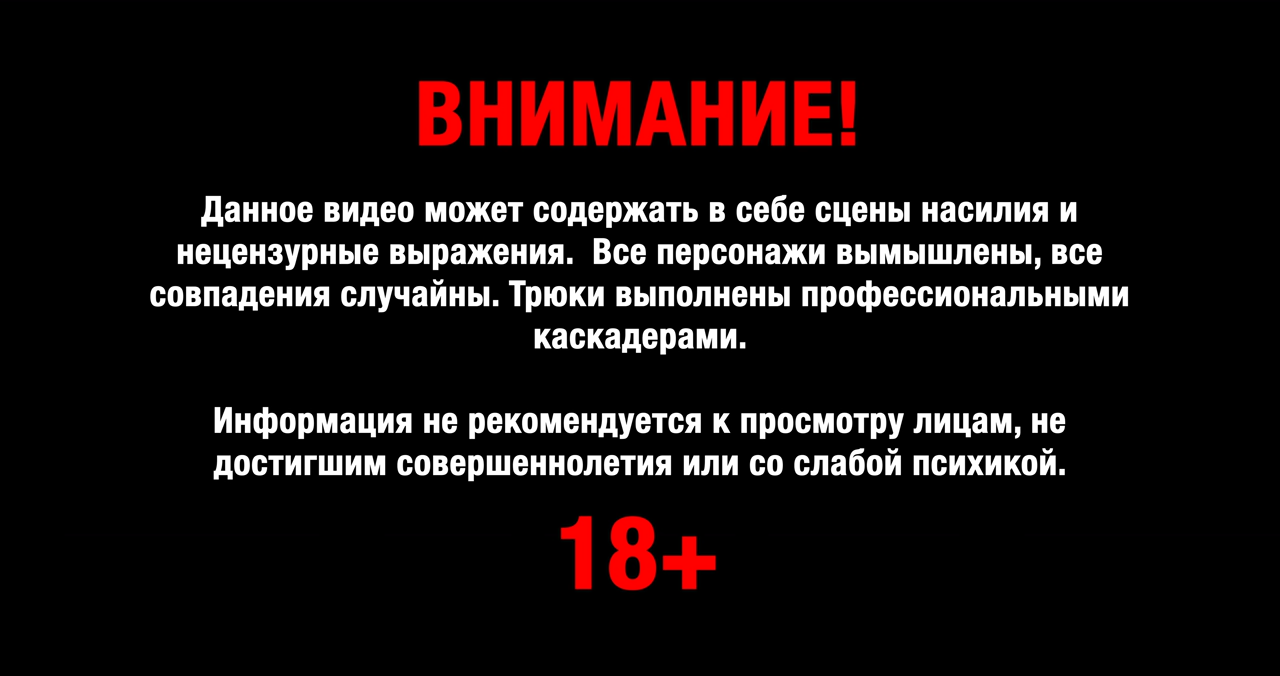 ВНИМАНИЕ!
Данное видео может содержать в себе сцены насилия и
нецензурные выражения.  Все персонажи вымышлены, все
совпадения случайны. Трюки выполнены профессиональными
каскадерами.
Информация не рекомендуется к просмотру лицам, не
достигшим совершеннолетия или со слабой психикой.
18+